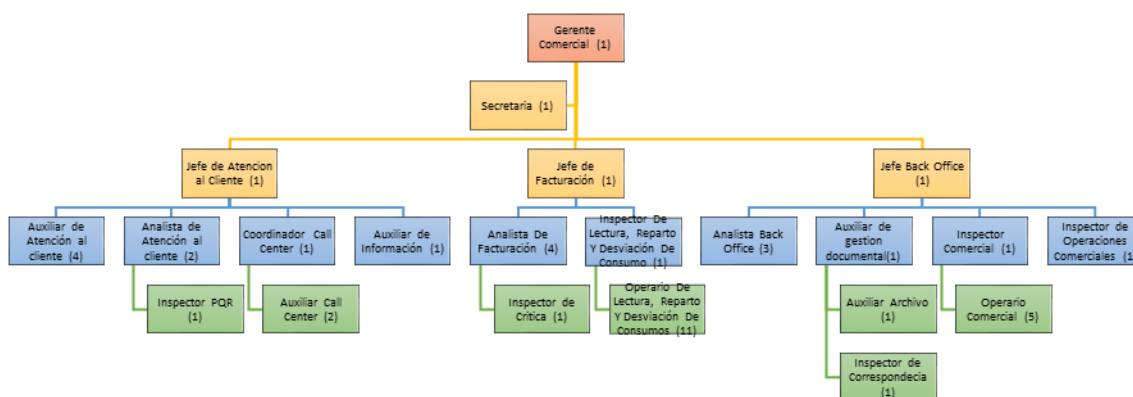 Gerente
Comercial (1)
Secretaria (1)
Jefe de Atencion
al Cliente (1)
Jefe de
Facturación (1)
Jefe Back Office
(1)
Auxiliar de
Atención al
cliente (4)
Analista de
Atención al
cliente (2)
Coordinador Call
Center (1)
Auxiliar de
Información (1)
Analista De
Facturación (4)
Inspector De
Lectura, Reparto
Y Desviación De
Consumo (1)
Analista Back
Office (3)
Auxiliar de
gestion
documental(1)
Inspector
Comercial (1)
Inspector de
Operaciones
Comerciales (1
Inspector PQR
(1)
Auxiliar Call
Center (2)
Inspector de
Critica (1)
Operario De
Lectura, Reparto
Y Desviación De
Consumos (11)
Auxiliar Archivo
(1)
Operario
Comercial (5)
Inspector de
Correspondecia
(1)